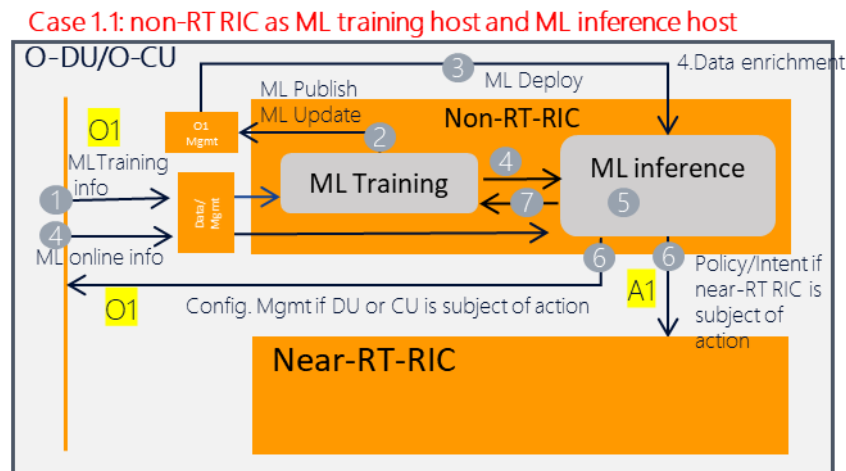 Case 1.1: non-RT RIC as ML training host and ML inference host
O-DU/O-CU
3
ML Deploy
4.Data enrichment
ML Publish
ML Update
O1
Mgmt
2
Non-RT-RIC
O1
MLTraining
info
1
Data/
Mgmt
ML Training
4
7
ML inference
5
4
ML online info
6
6
O1
Config. Mgmt if DU or CU is subject of action
A1
Policy/Intent if
near-RT RIC is
subject of
action
Near-RT-RIC